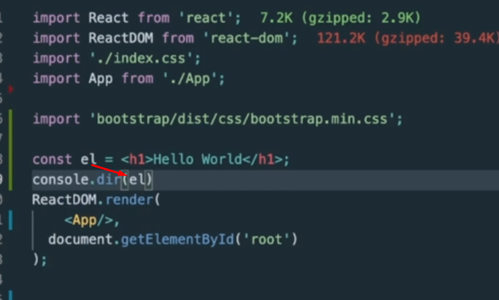 import React from 'react'; 7.2K (gzipped: 2.9K)
import ReactDOM from 'react-dom'; 121.2K (gzipped: 39.4K)
import './index.css';
import App from './App';
import 'bootstrap/dist/css/bootstrap.min.css';
const el = <h1>Hello World</h1>;
console.dir(el)
ReactDOM.render(
<App/>,
document.getElementById('root')
);